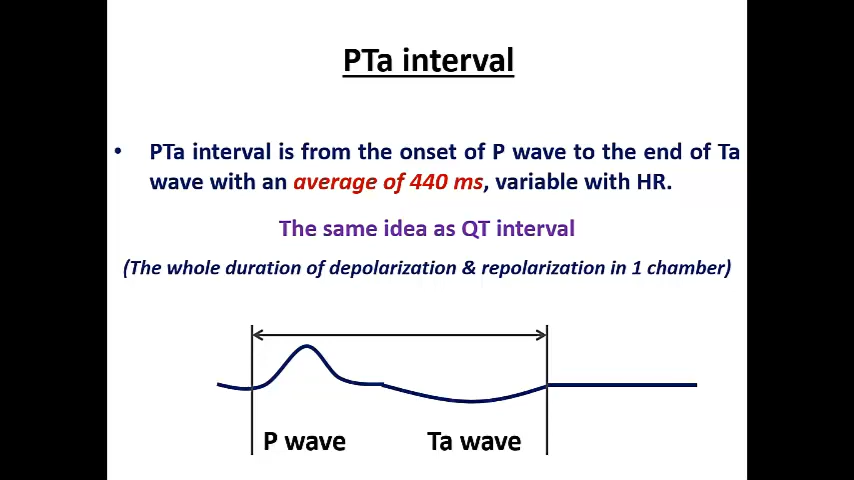 PTa interval
• PTa interval is from the onset of P wave to the end of Ta
wave with an average of 440 ms, variable with HR.
The same idea as QT interval
(The whole duration of depolarization & repolarization in 1 chamber)
P wave Ta wave